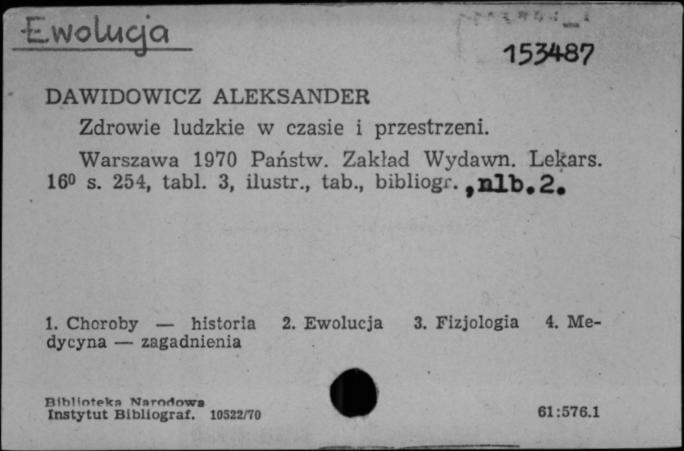 Ewolucja
153487
DAWIDOWICZ ALEKSANDER
Zdrowie ludzkie w czasie i przestrzeni.
Warszawa 1970 Państw. Zakład Wydawn. Lekars.
16⁰ s. 254, tabl. 3, ilustr., tab., bibliogr. , nlb. 2.
1. Choroby — historia 2. Ewolucja 3. Fizjologia 4. Me-
dycyna — zagadnienia
Biblioteka Narodowa
Instytut Bibliograf. 10522/70
61:576.1